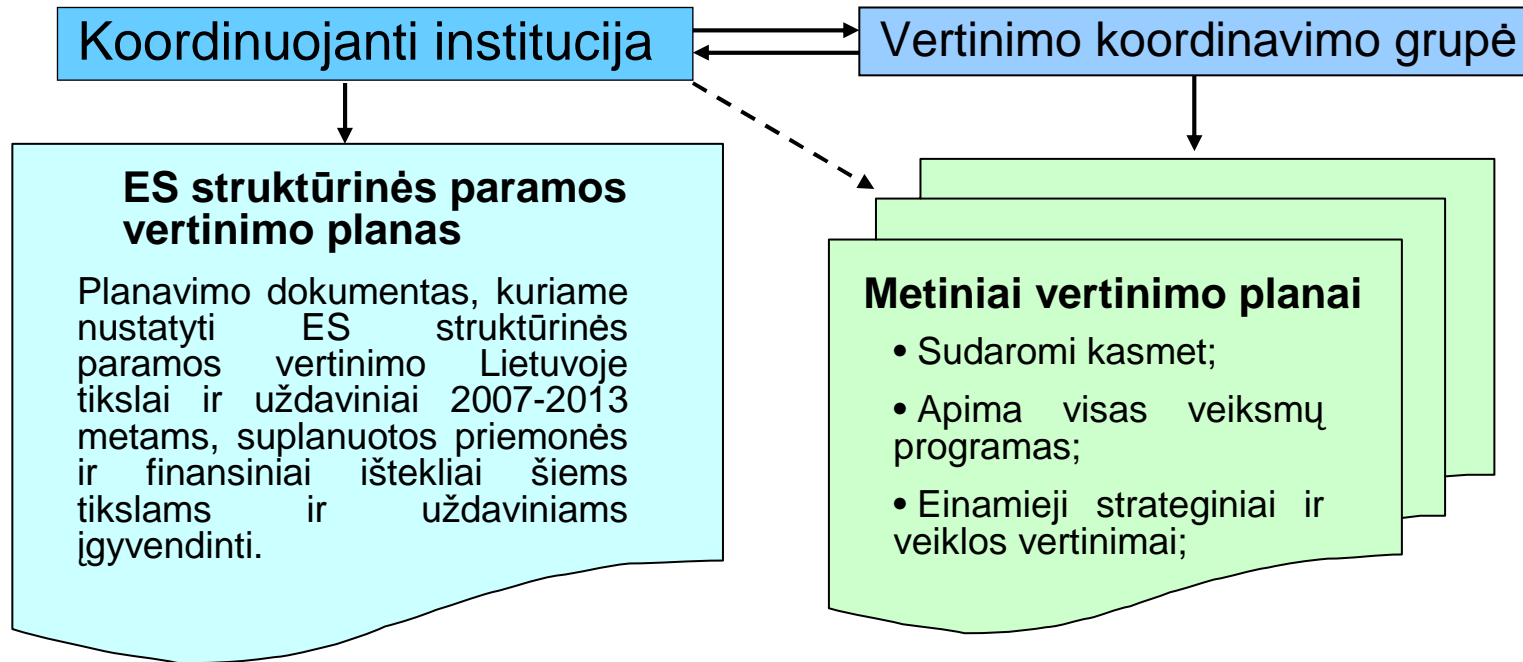 Koordinuojanti institucija
Vertinimo koordinavimo grupė
ES struktūrinės paramos
vertinimo planas
Planavimo dokumentas, kuriame
nustatyti ES struktūrinės
paramos vertinimo Lietuvoje
tikslai ir uždaviniai 2007-2013
metams, suplanuotos priemonės
ir finansiniai ištekliai šiems
tikslams ir uždaviniams
įgyvendinti.
Metiniai vertinimo planai
• Sudaromi kasmet;
• Apima visas veiksmų
programas;
• Einamieji strateginiai ir
veiklos vertinimai;